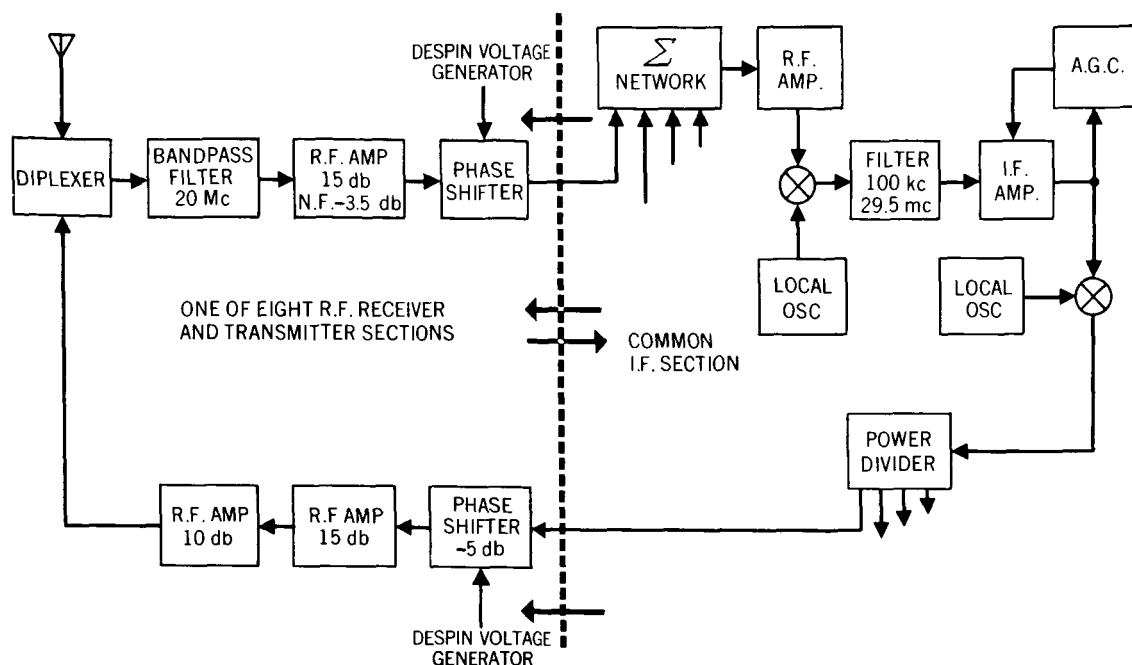 DESPIN VOLTAGE
GENERATOR
Σ
NETWORK
R.F.
AMP.
A.G.C.
DIPLEXER
BANDPASS
FILTER
20 Mc
R.F. AMP
15 db
N.F.-3.5 db
PHASE
SHIFTER
FILTER
100 kc
29.5 mc
I.F.
AMP.
LOCAL
OSC
LOCAL
OSC
ONE OF EIGHT R.F. RECEIVER
AND TRANSMITTER SECTIONS
COMMON
I.F. SECTION
POWER
DIVIDER
R.F. AMP
10 db
R.F AMP
15 db
PHASE
SHIFTER
-5 db
DESPIN VOLTAGE
GENERATOR